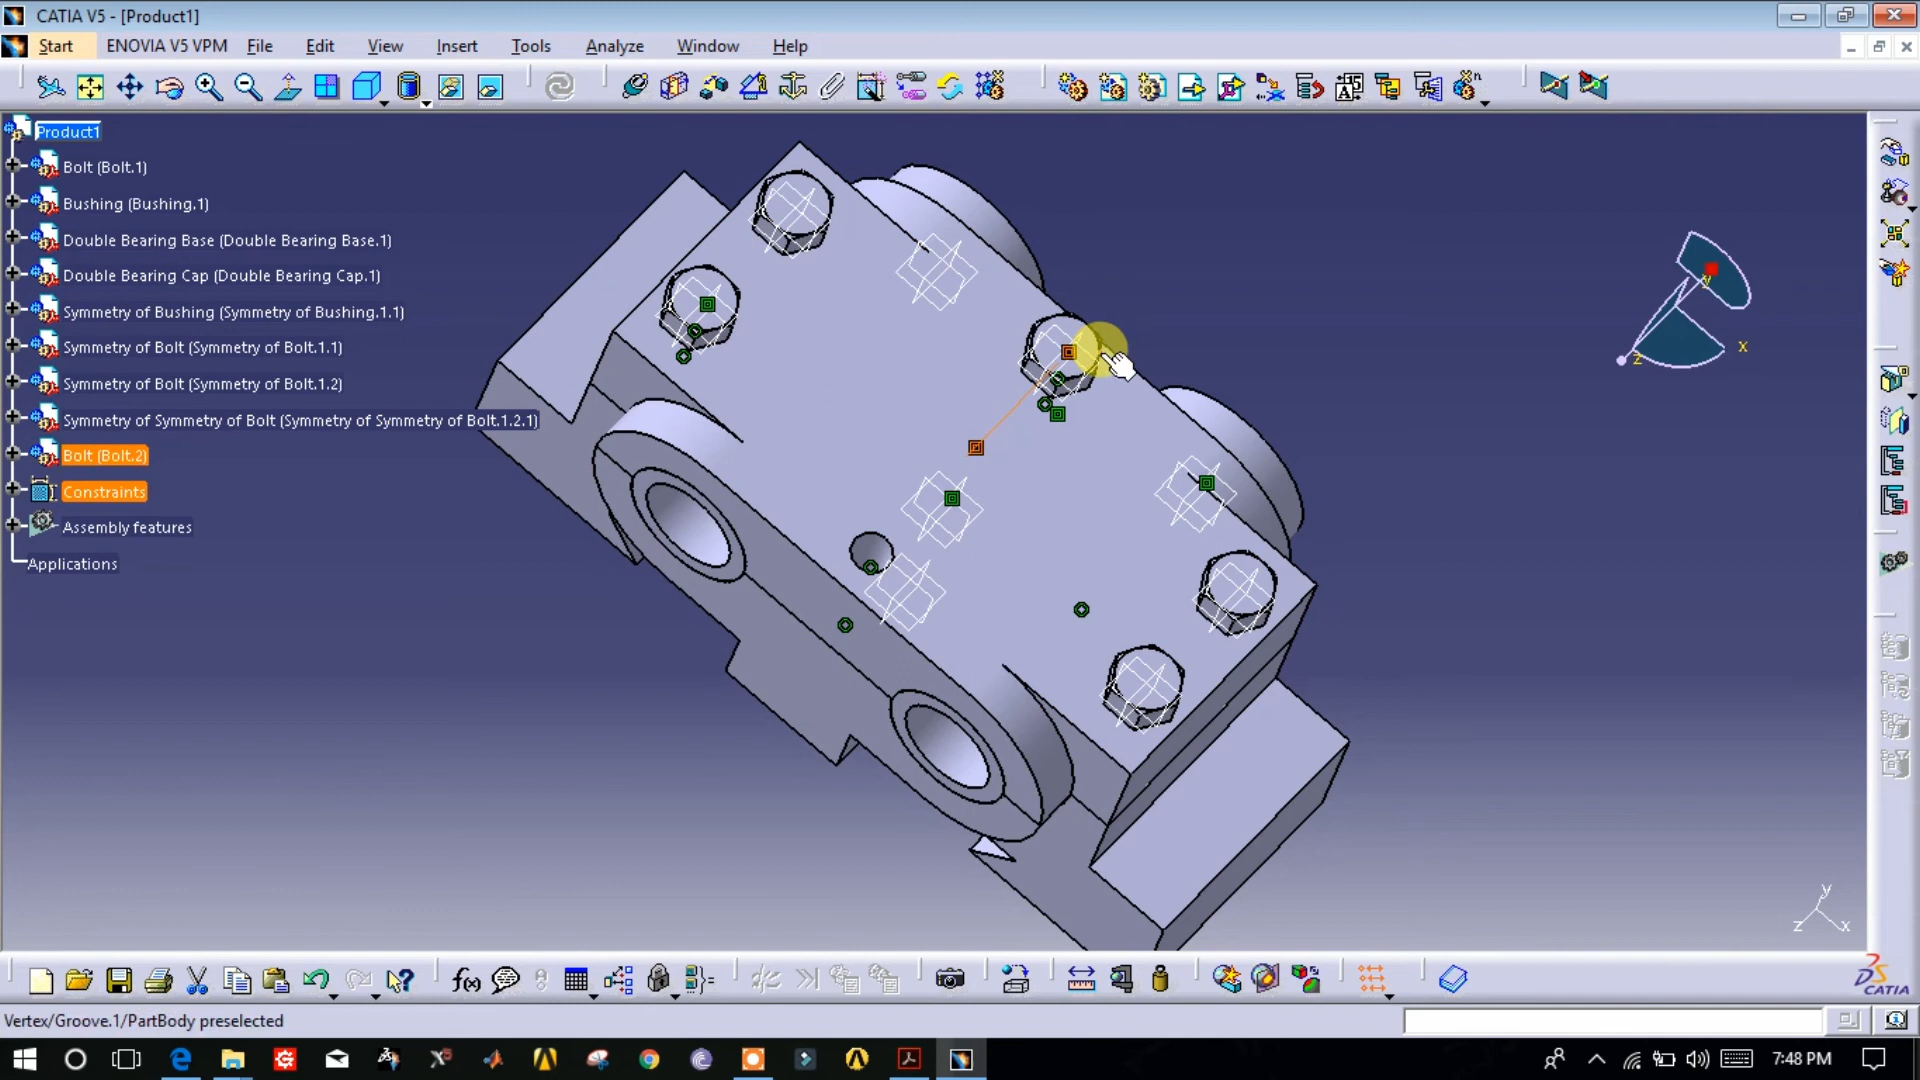 CATIA V5 - [Product1]
Start ENOVIA V5 VPM File Edit View Insert Tools Analyze Window Help
Product1
Bolt (Bolt.1)
Bushing (Bushing.1)
Double Bearing Base (Double Bearing Base.1)
Double Bearing Cap (Double Bearing Cap.1)
Symmetry of Bushing (Symmetry of Bushing.1.1)
Symmetry of Bolt (Symmetry of Bolt.1.1)
Symmetry of Bolt (Symmetry of Bolt.1.2)
Symmetry of Symmetry of Bolt (Symmetry of Symmetry of Bolt.1.2.1)
Bolt (Bolt.2)
Constraints
Assembly features
Applications
y
x
z
y
z
x
f(x)
CATIA
Vertex/Groove.1/PartBody preselected
7:48 PM